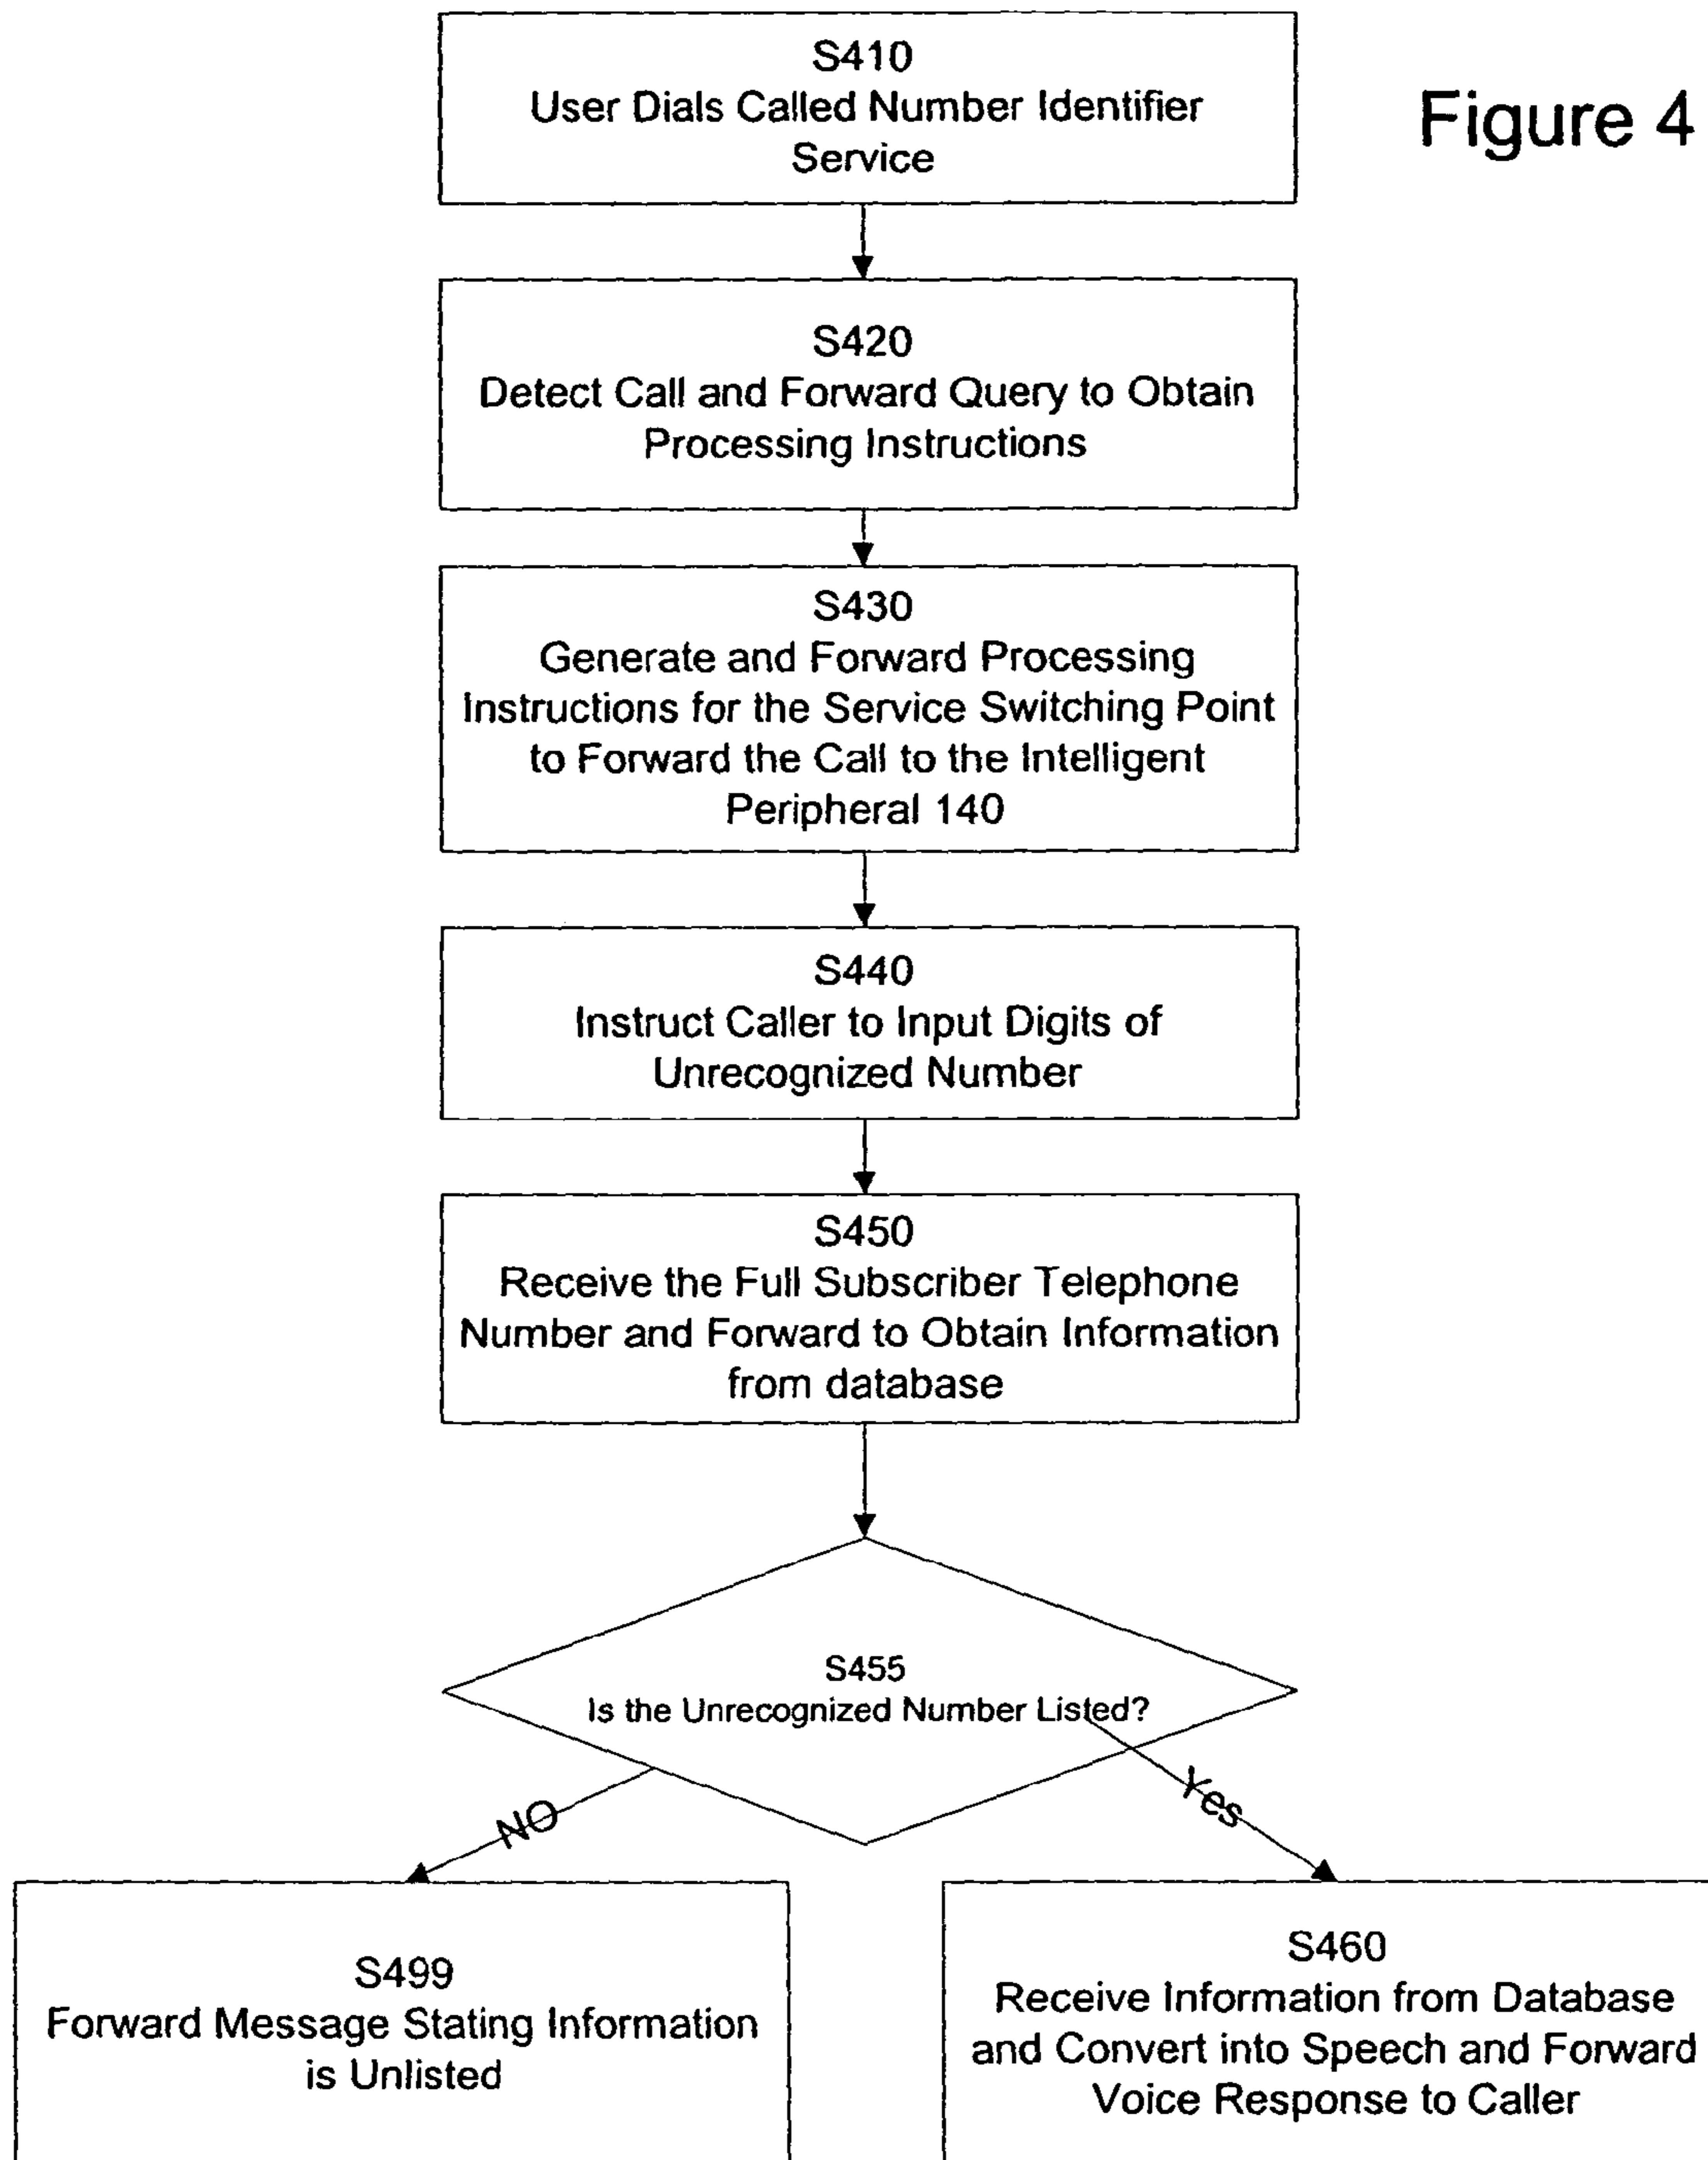 Figure 4
S410
User Dials Called Number Identifier
Service
S420
Detect Call and Forward Query to Obtain
Processing Instructions
S430
Generate and Forward Processing
Instructions for the Service Switching Point
to Forward the Call to the Intelligent
Peripheral 140
S440
Instruct Caller to Input Digits of
Unrecognized Number
S450
Receive the Full Subscriber Telephone
Number and Forward to Obtain Information
from database
S455
Is the Unrecognized Number Listed?
NO
Yes
S499
Forward Message Stating Information
is Unlisted
S460
Receive Information from Database
and Convert into Speech and Forward
Voice Response to Caller